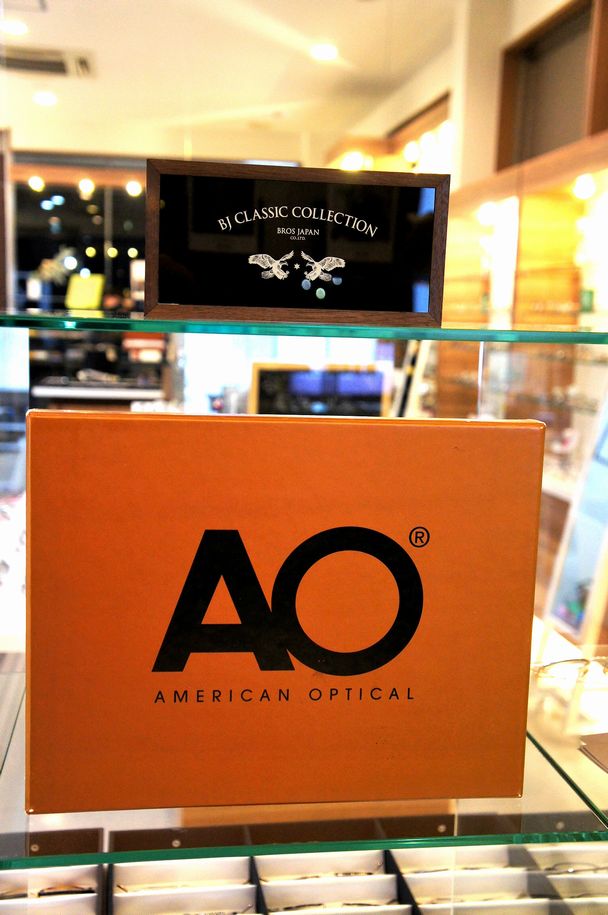 BJ CLASSIC COLLECTION
BROS JAPAN
CO.LTD.
AO®
AMERICAN OPTICAL